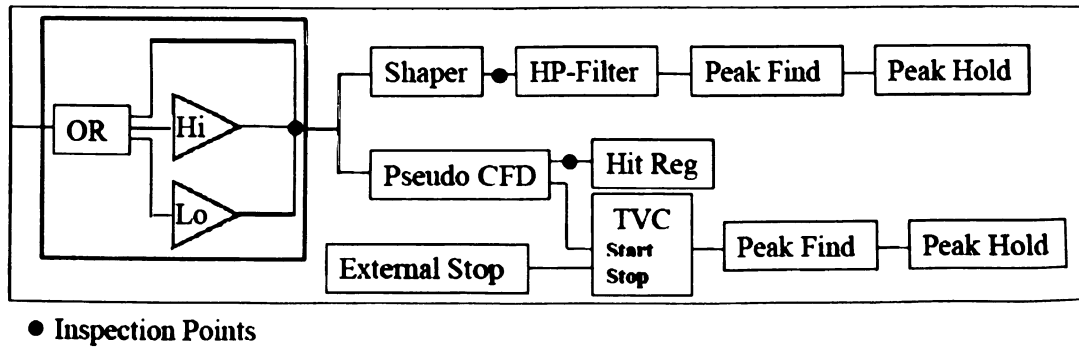 Shaper
HP-Filter
Peak Find
Peak Hold
OR
Hi
Lo
Pseudo CFD
Hit Reg
TVC
Start
Stop
Peak Find
Peak Hold
External Stop
Inspection Points